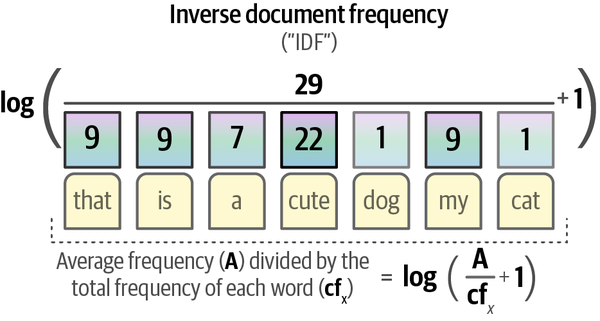 Inverse document frequency
("IDF")
log ( 29 + 1 )
9 9 7 22 1 9 1
that is a cute dog my cat
Average frequency (A) divided by the
total frequency of each word (cfx)
= log ( A / cfx + 1 )